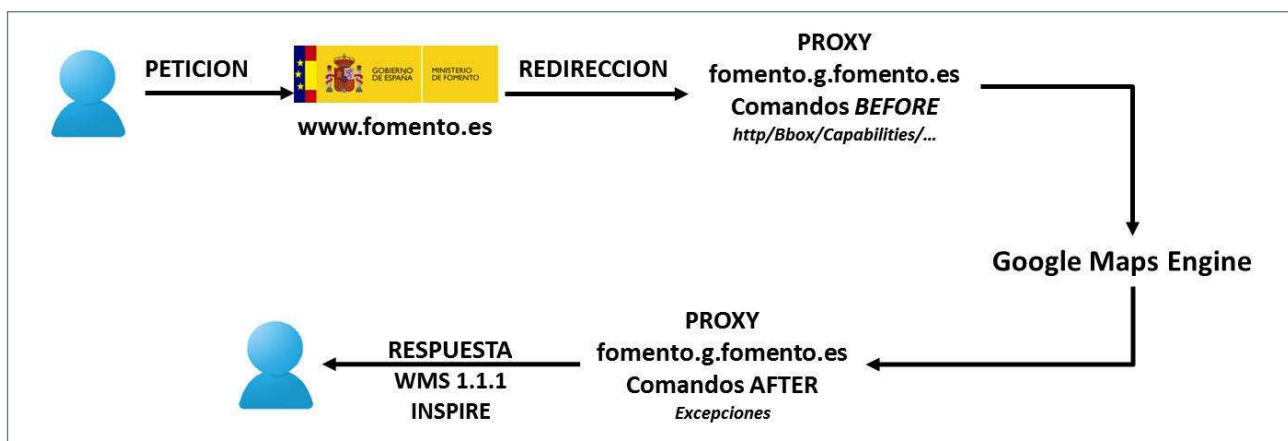 PETICION
GOBIERNO
DE ESPAÑA
MINISTERIO
DE FOMENTO
www.fomento.es
REDIRECCION
PROXY
fomento.g.fomento.es
Comandos BEFORE
http/Bbox/Capabilities/...
Google Maps Engine
PROXY
fomento.g.fomento.es
Comandos AFTER
Excepciones
RESPUESTA
WMS 1.1.1
INSPIRE